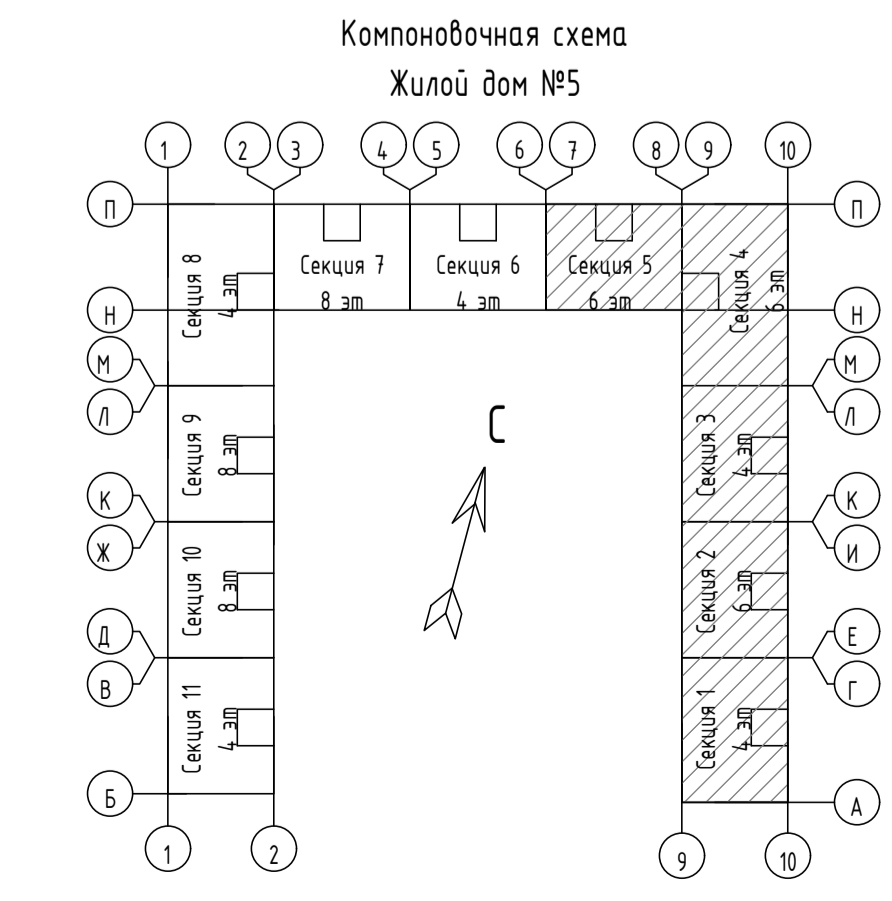 Компоновочная схема
Жилой дом №5
1 2 3 4 5 6 7 8 9 10
П П
Секция 8
4 эт
Секция 7
8 эт
Секция 6
4 эт
Секция 5
6 эт
Секция 4
6 эт
Н Н
М М
Л Л
С
Секция 9
8 эт
Секция 3
4 эт
К К
Ж И
Секция 10
8 эт
Секция 2
6 эт
Д Е
В Г
Секция 11
4 эт
Секция 1
4 эт
Б А
1 2 9 10